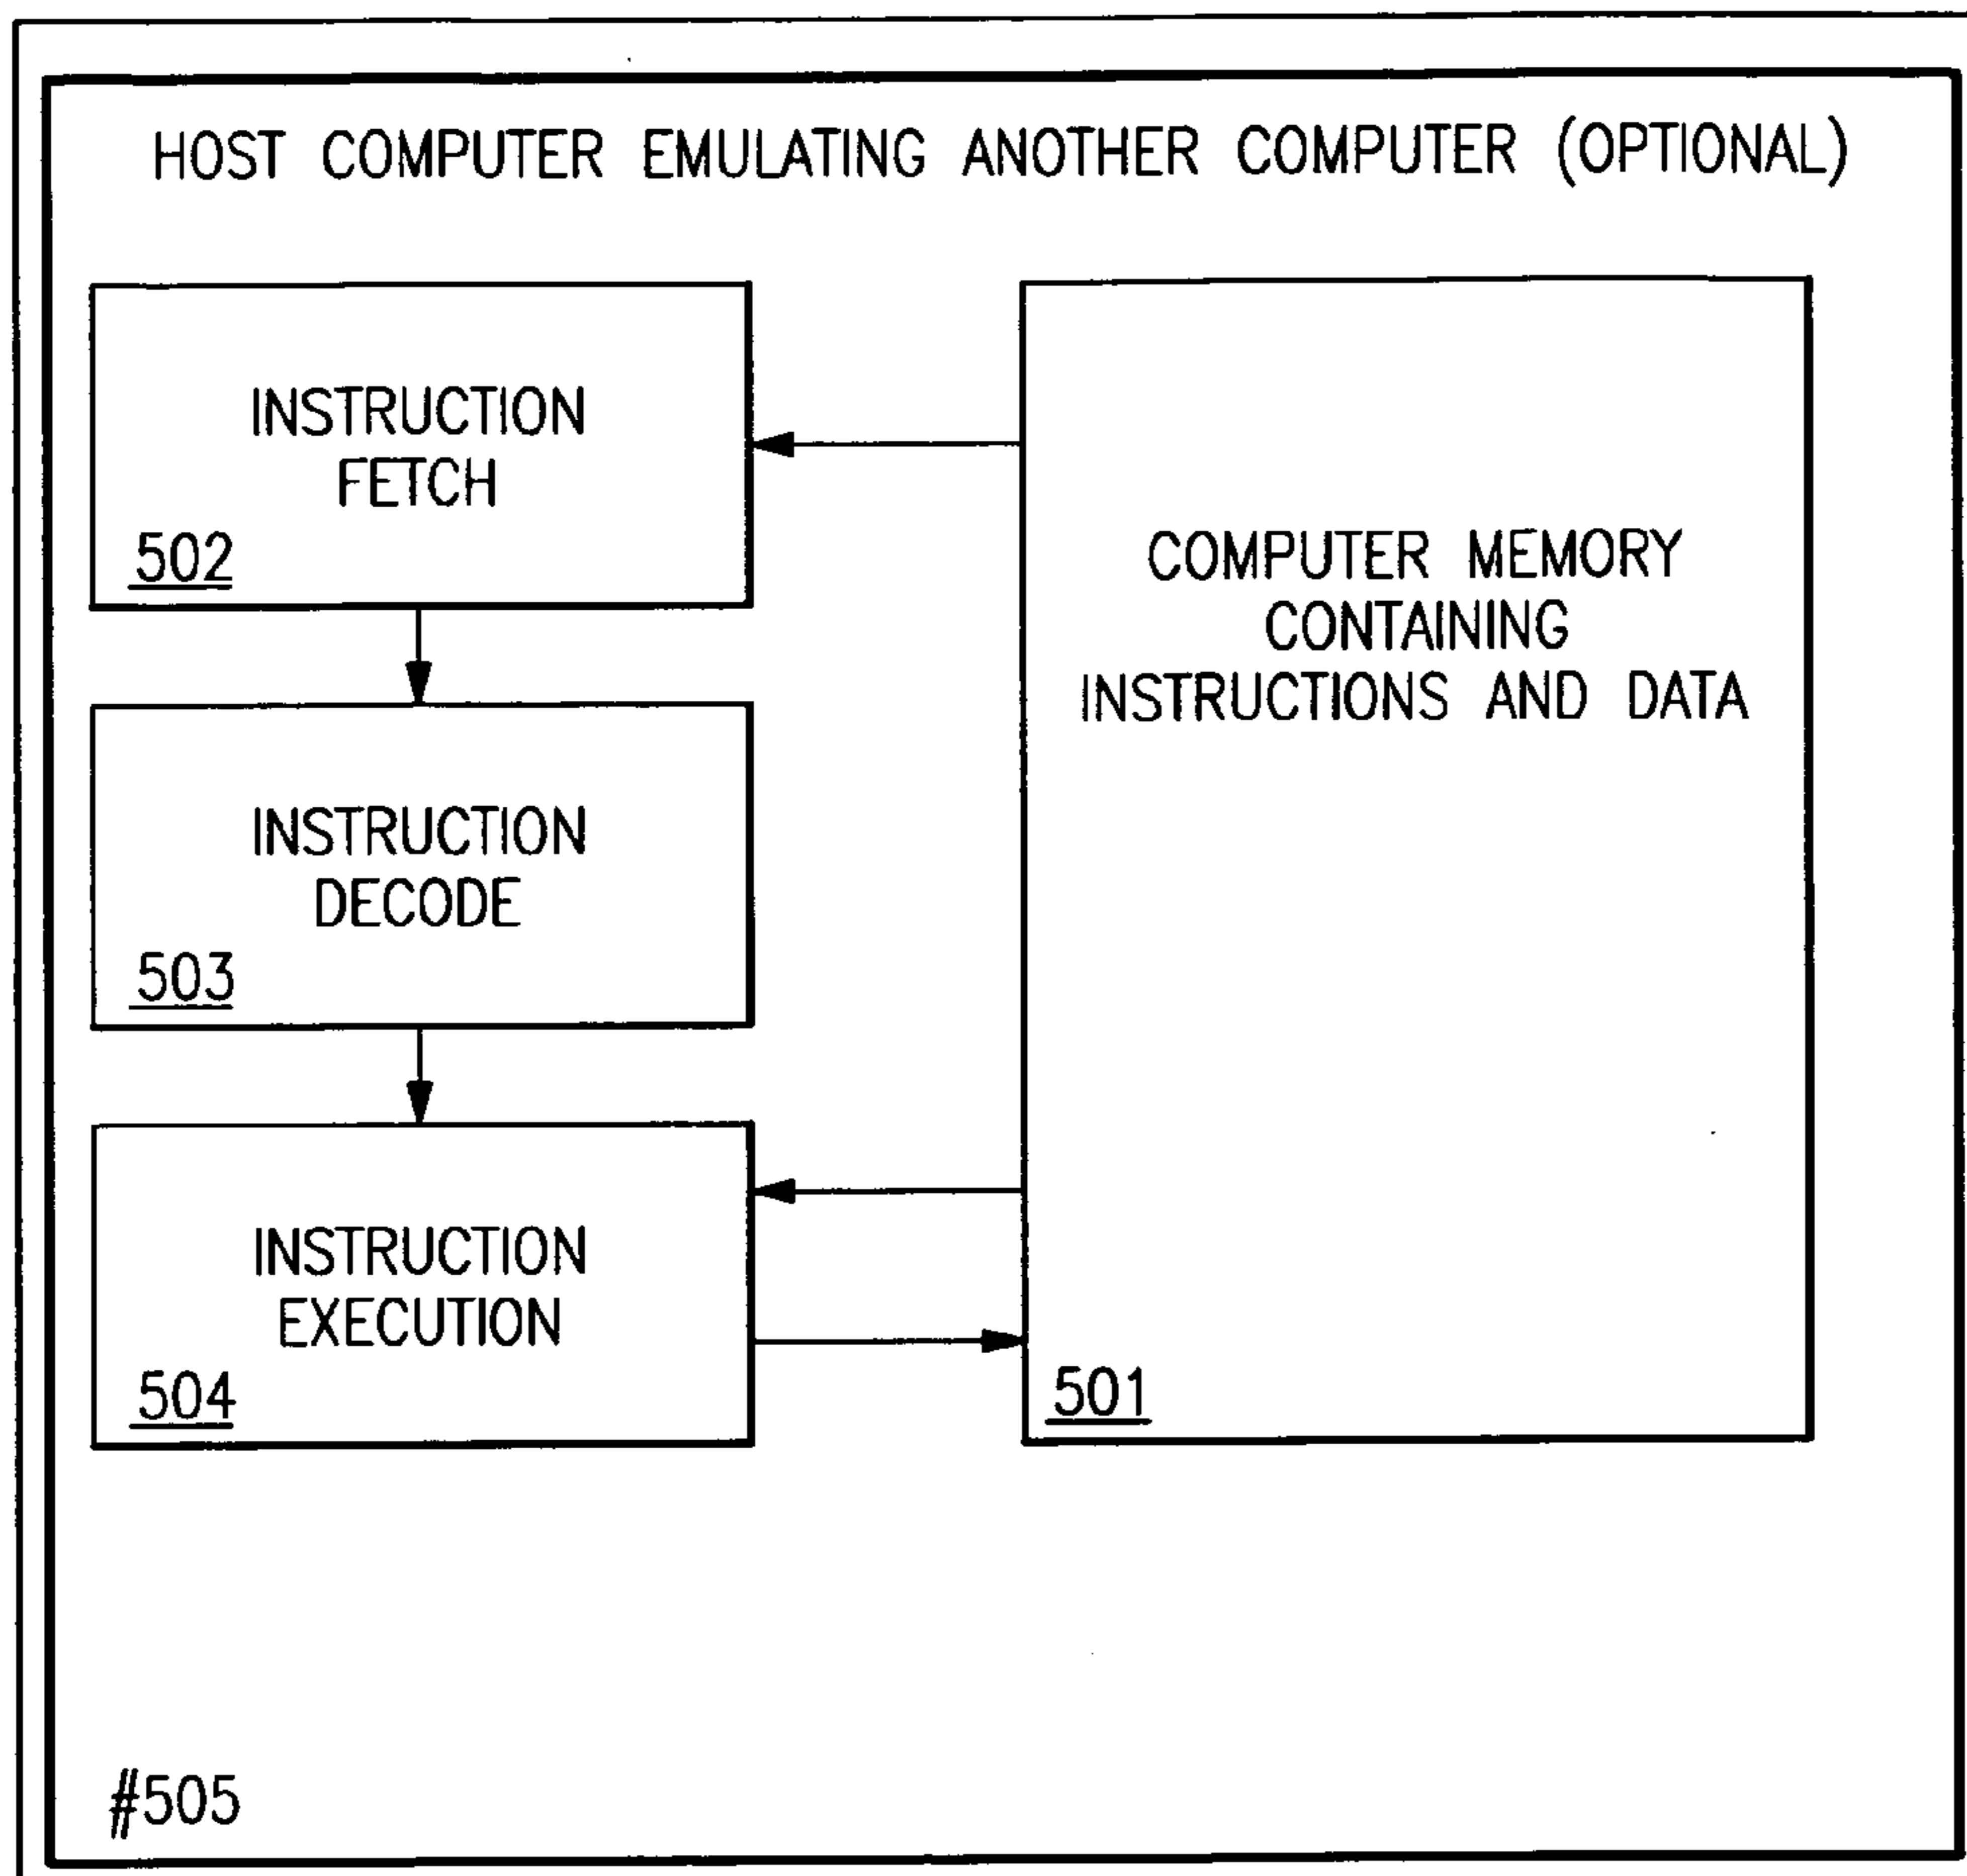 HOST COMPUTER EMULATING ANOTHER COMPUTER (OPTIONAL)
INSTRUCTION
FETCH
502
INSTRUCTION
DECODE
503
INSTRUCTION
EXECUTION
504
COMPUTER MEMORY
CONTAINING
INSTRUCTIONS AND DATA
501
#505